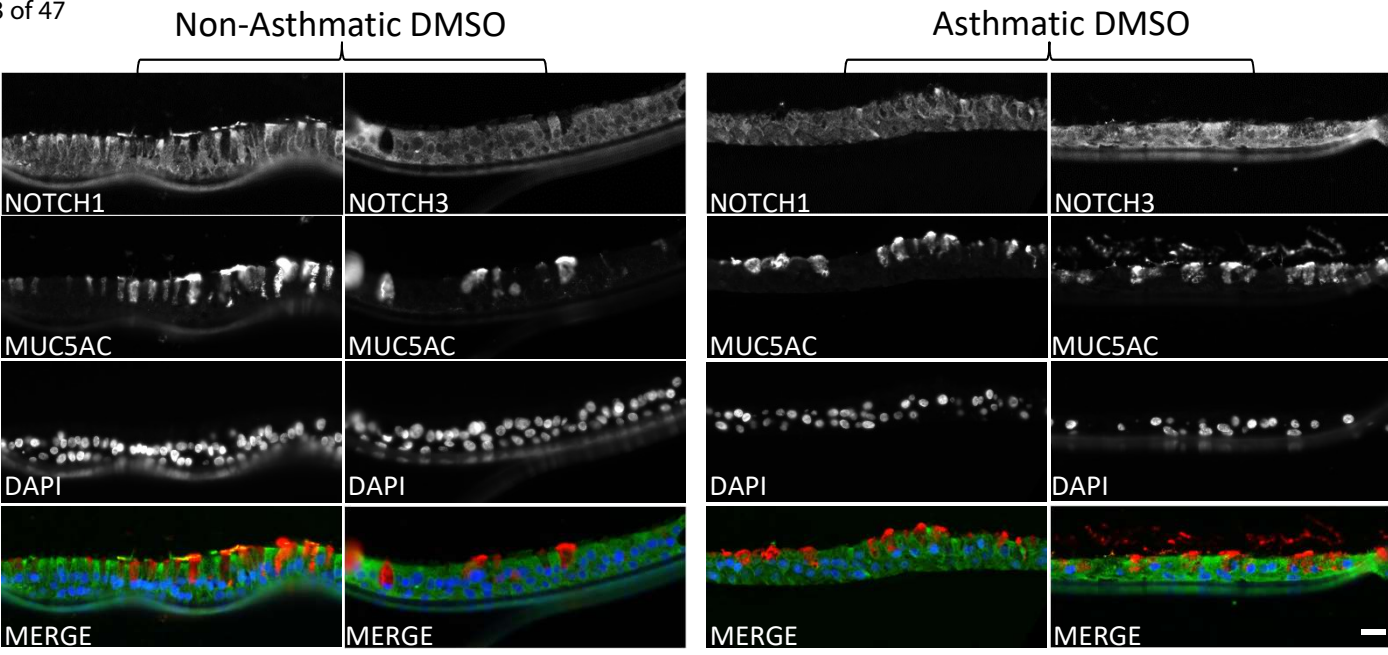 of 47
Non-Asthmatic DMSO
Asthmatic DMSO
NOTCH1
NOTCH3
NOTCH1
NOTCH3
MUC5AC
MUC5AC
MUC5AC
MUC5AC
DAPI
DAPI
DAPI
DAPI
MERGE
MERGE
MERGE
MERGE